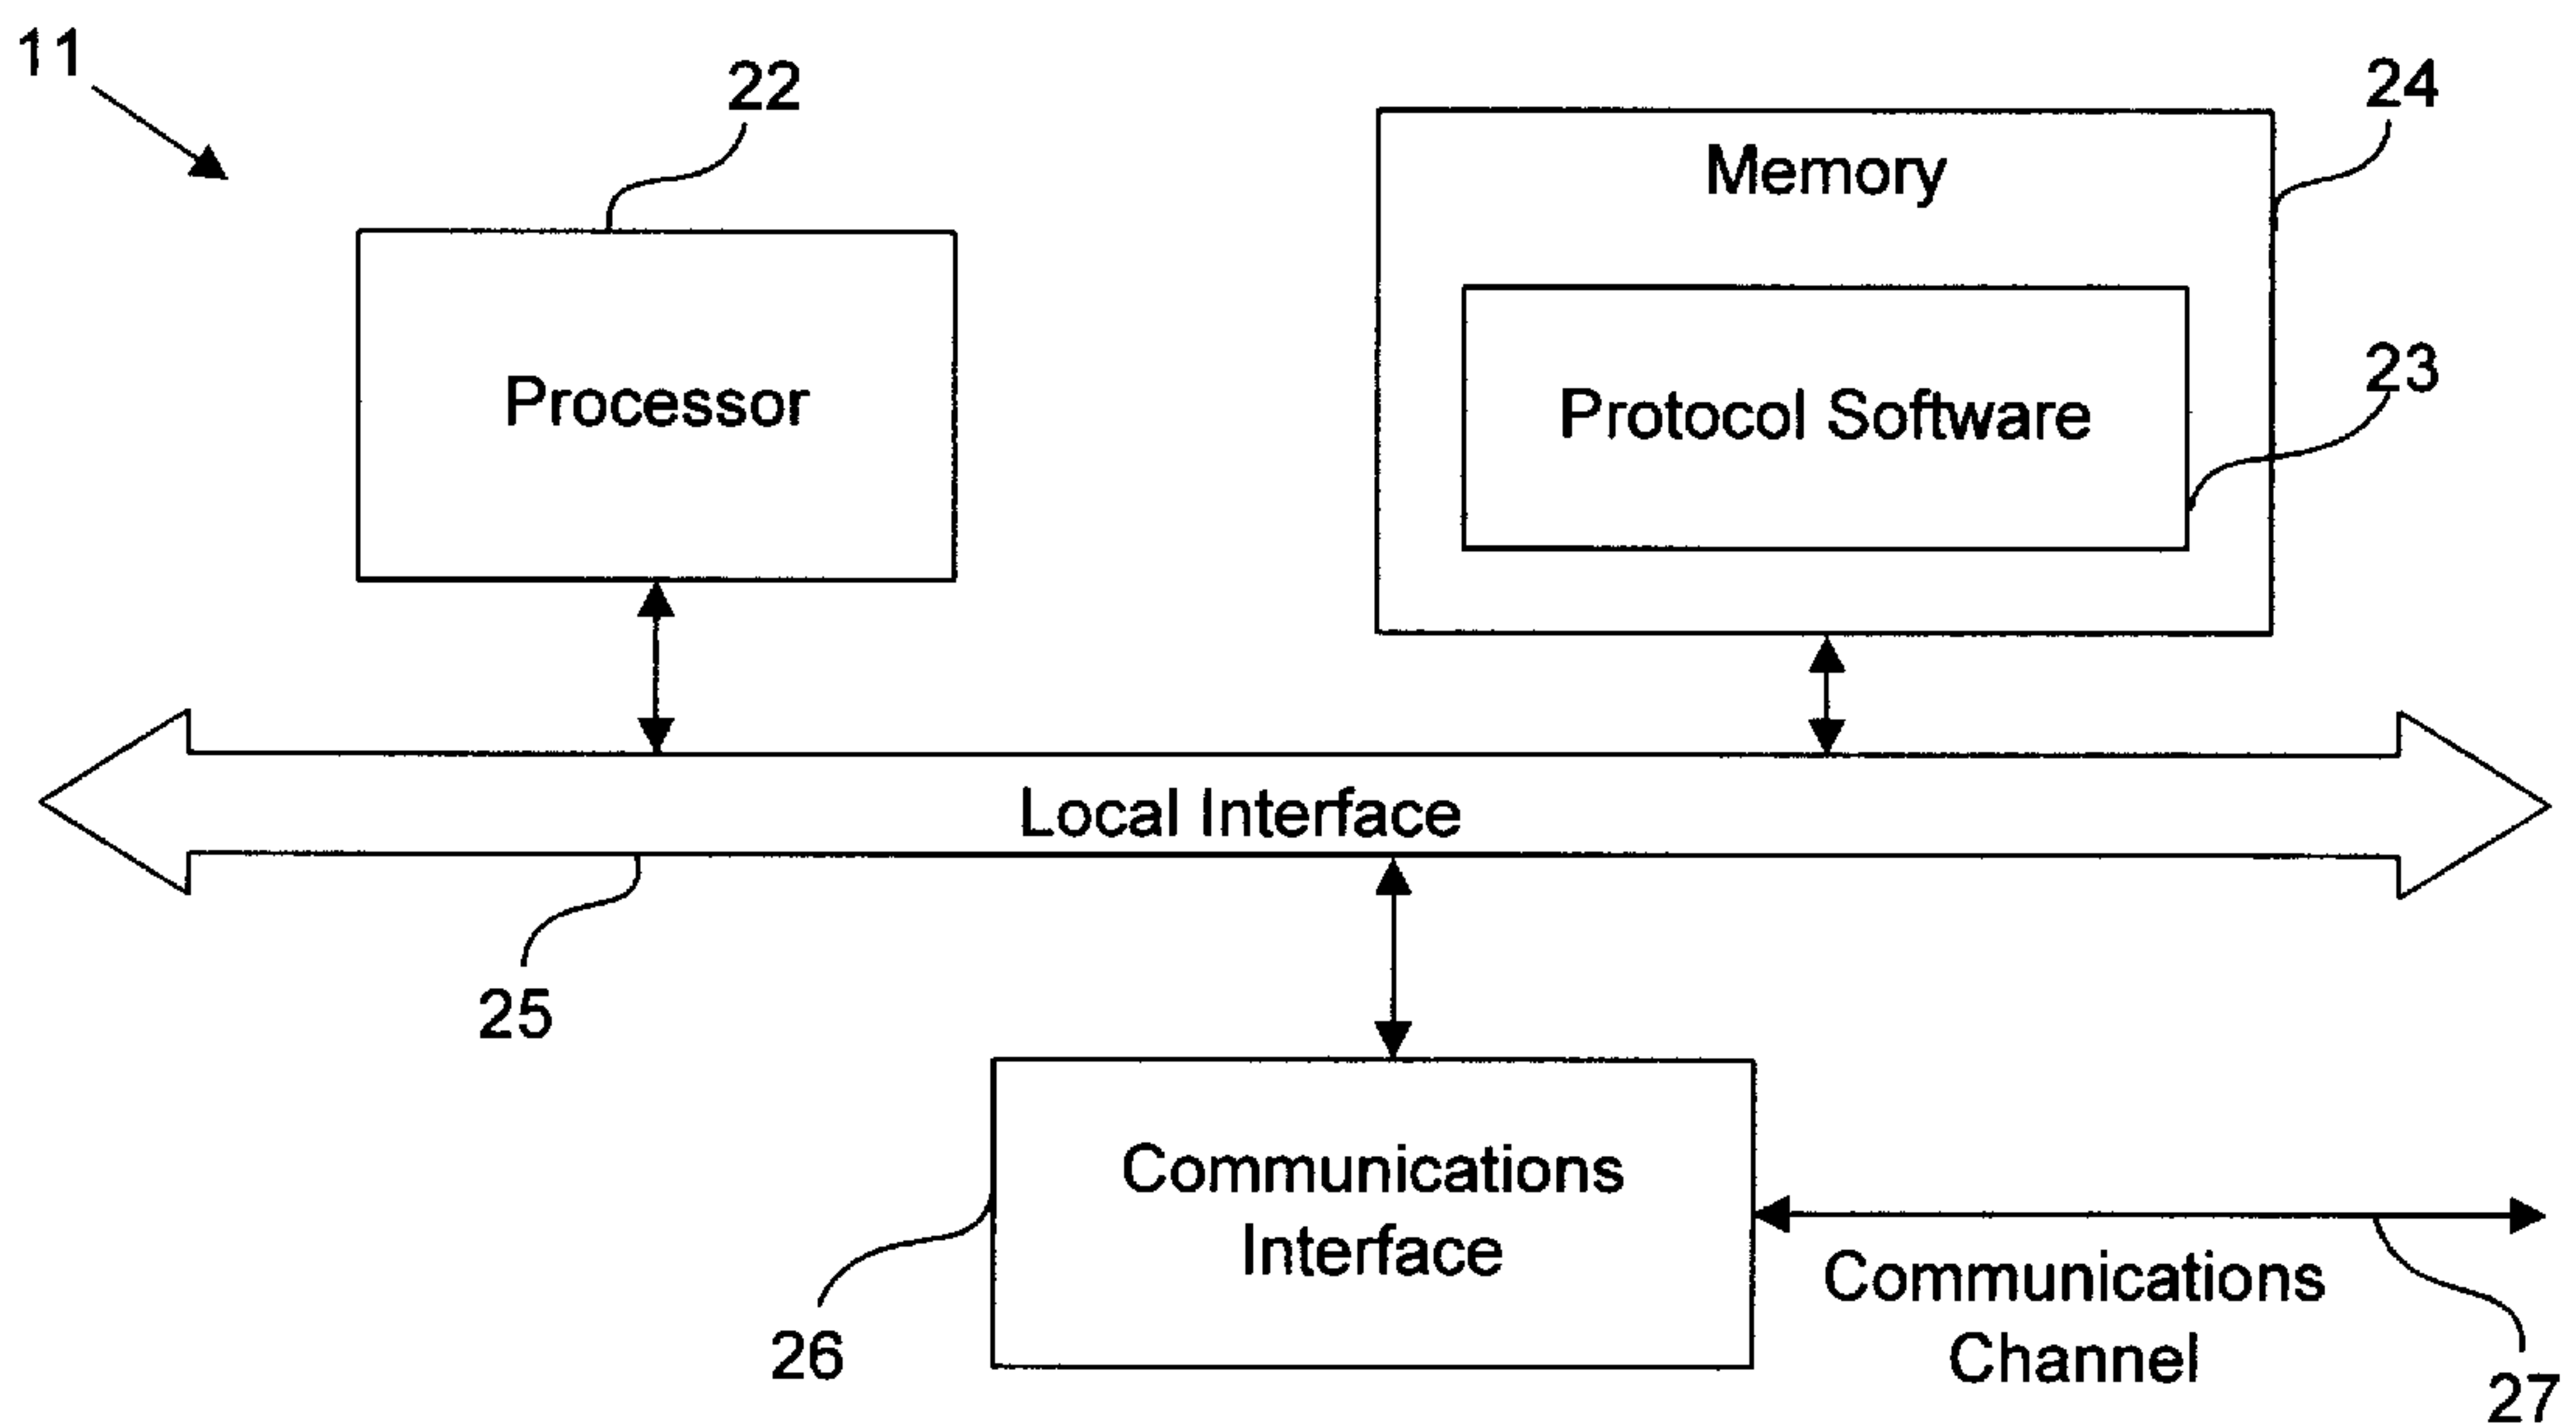 11
22
24
Memory
Processor
23
Protocol Software
Local Interface
25
Communications
Interface
26
Communications
Channel
27